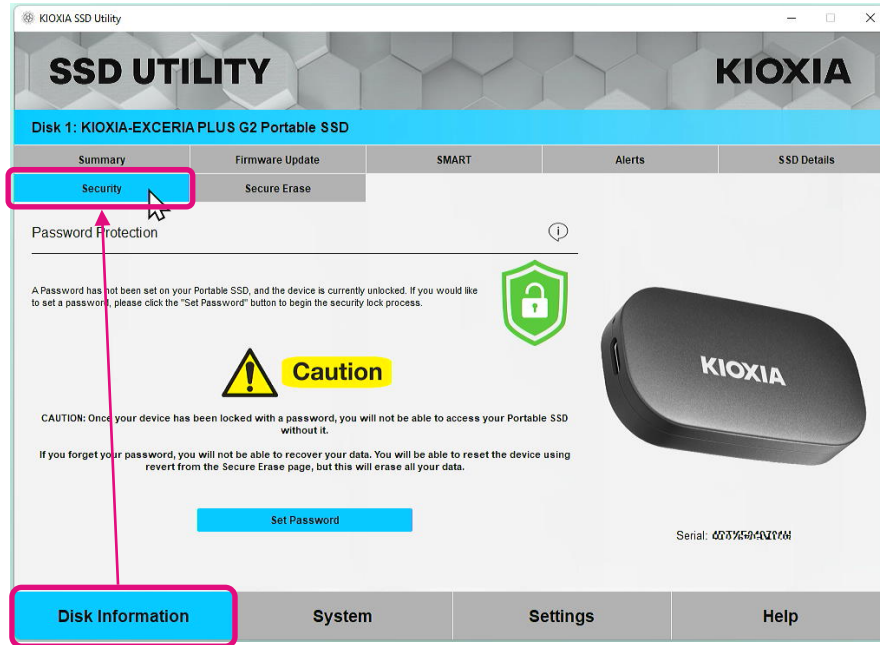 KIOXIA SSD Utility
SSD UTILITY
KIOXIA
Disk 1: KIOXIA-EXCERIA PLUS G2 Portable SSD
Summary
Firmware Update
SMART
Alerts
SSD Details
Security
Secure Erase
Password Protection
A Password has not been set on your Portable SSD, and the device is currently unlocked. If you would like
to set a password, please click the "Set Password" button to begin the security lock process.
Caution
KIOXIA
CAUTION: Once your device has been locked with a password, you will not be able to access your Portable SSD
without it.
If you forget your password, you will not be able to recover your data. You will be able to reset the device using
revert from the Secure Erase page, but this will erase all your data.
Set Password
Serial:
Disk Information
System
Settings
Help